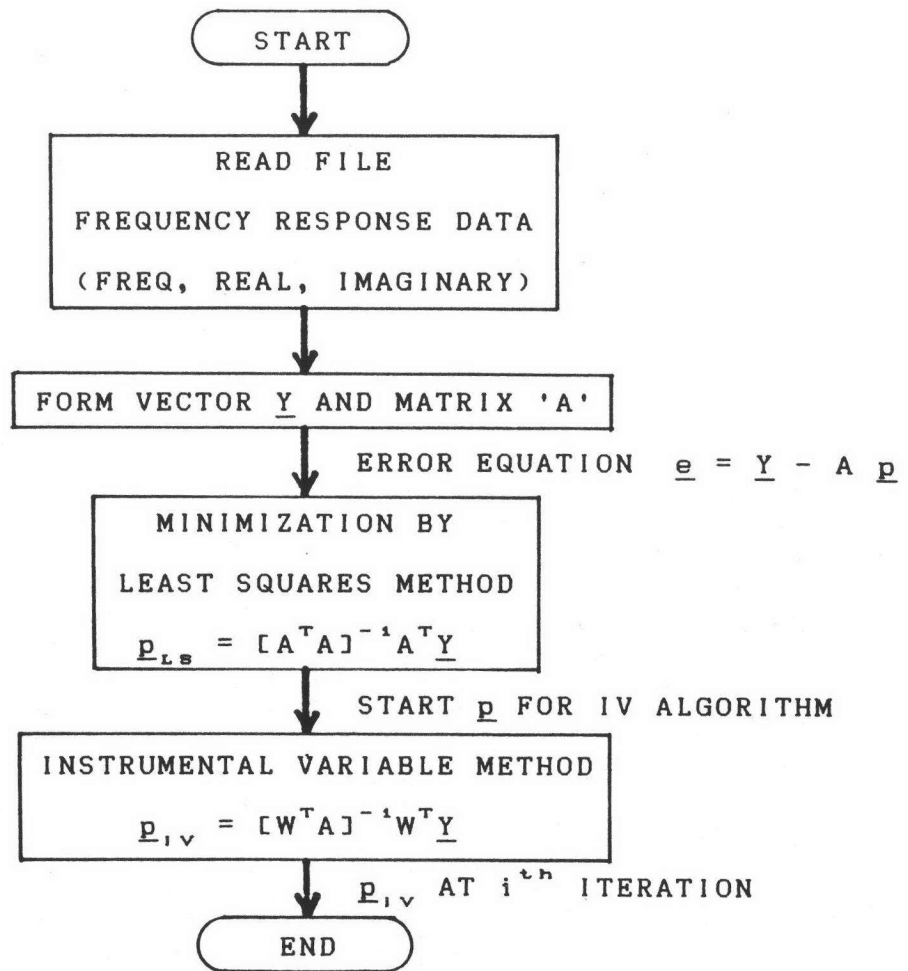 START
READ FILE
FREQUENCY RESPONSE DATA
(FREQ, REAL, IMAGINARY)
FORM VECTOR Y AND MATRIX 'A'
ERROR EQUATION e = Y - A p
MINIMIZATION BY
LEAST SQUARES METHOD
p_LS = [A^T A]^-1 A^T Y
START p FOR IV ALGORITHM
INSTRUMENTAL VARIABLE METHOD
p_IV = [W^T A]^-1 W^T Y
p_IV AT i^th ITERATION
END